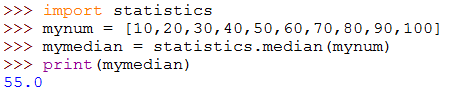 >>> import statistics
>>> mynum = [10,20,30,40,50,60,70,80,90,100]
>>> mymedian = statistics.median(mynum)
>>> print(mymedian)
55.0